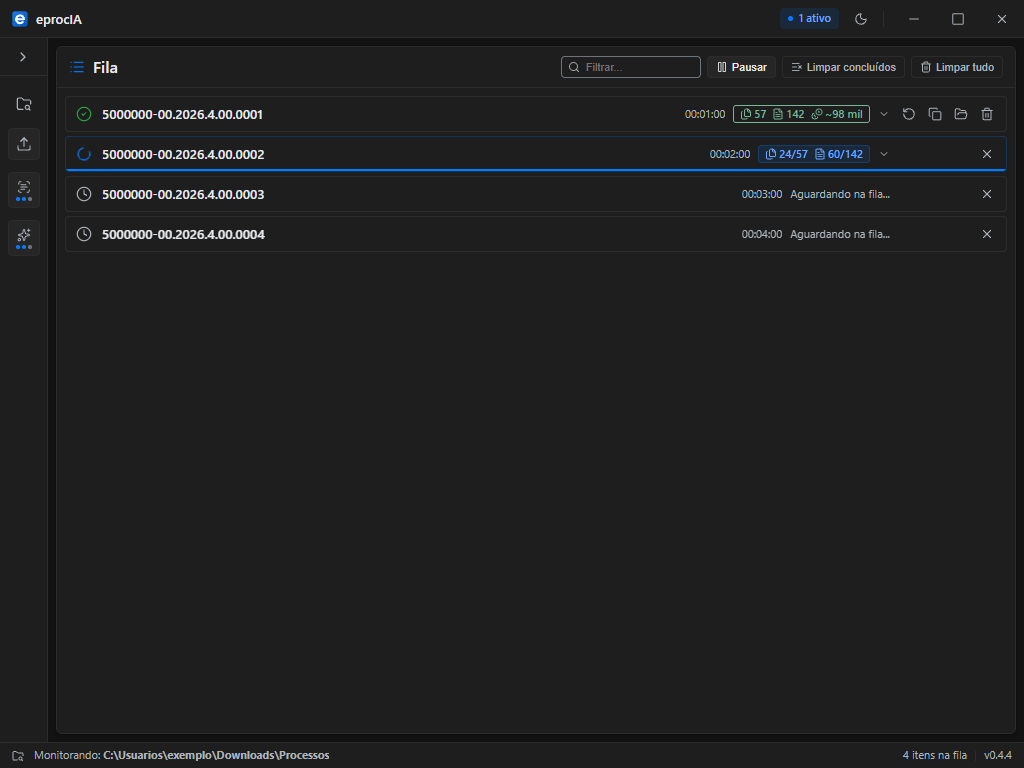 eprocIA
1 ativo
Fila
Filtrar...
Pausar
Limpar concluídos
Limpar tudo
5000000-00.2026.4.00.0001 00:01:00 57 142 ~98 mil
5000000-00.2026.4.00.0002 00:02:00 24/57 60/142
5000000-00.2026.4.00.0003 00:03:00 Aguardando na fila...
5000000-00.2026.4.00.0004 00:04:00 Aguardando na fila...
Monitorando: C:\Usuarios\exemplo\Downloads\Processos
4 itens na fila
v0.4.4